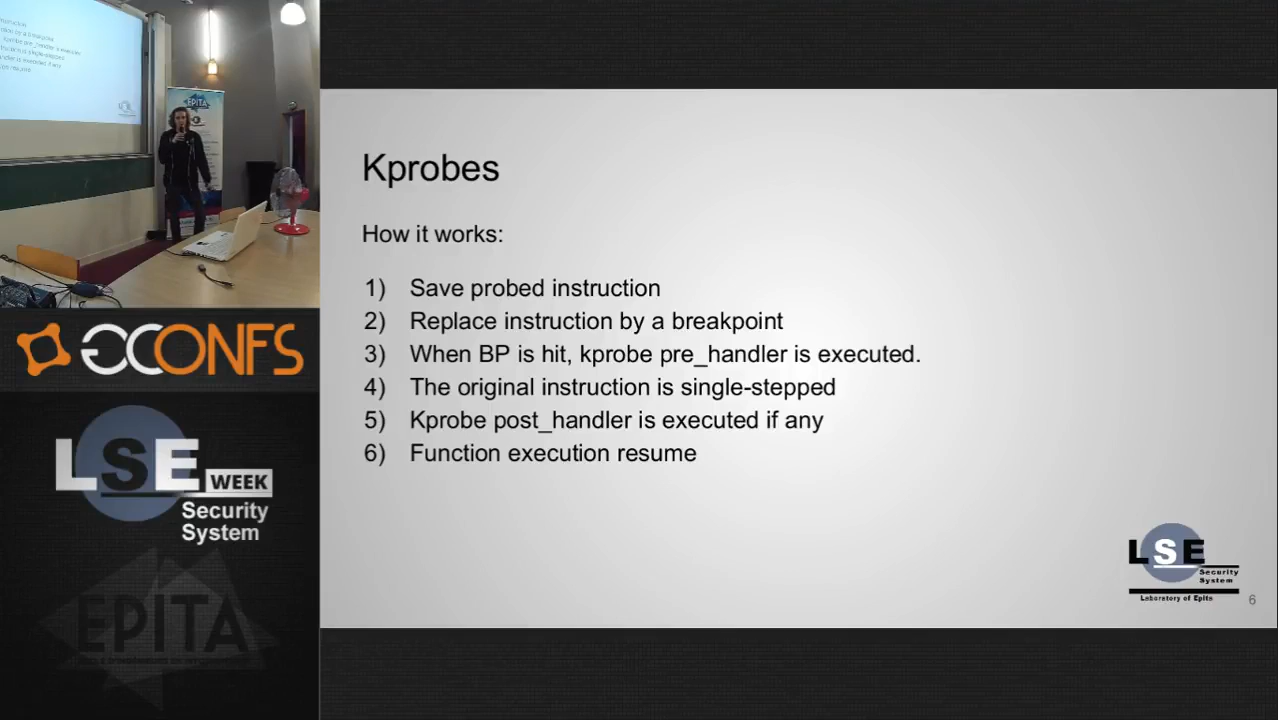 EPITA
GCONFS
LSE
WEEK
Security
System
EPITA
Kprobes
How it works:
1) Save probed instruction
2) Replace instruction by a breakpoint
3) When BP is hit, kprobe pre_handler is executed.
4) The original instruction is single-stepped
5) Kprobe post_handler is executed if any
6) Function execution resume
LSE
Security
System
Laboratory of Epita
6